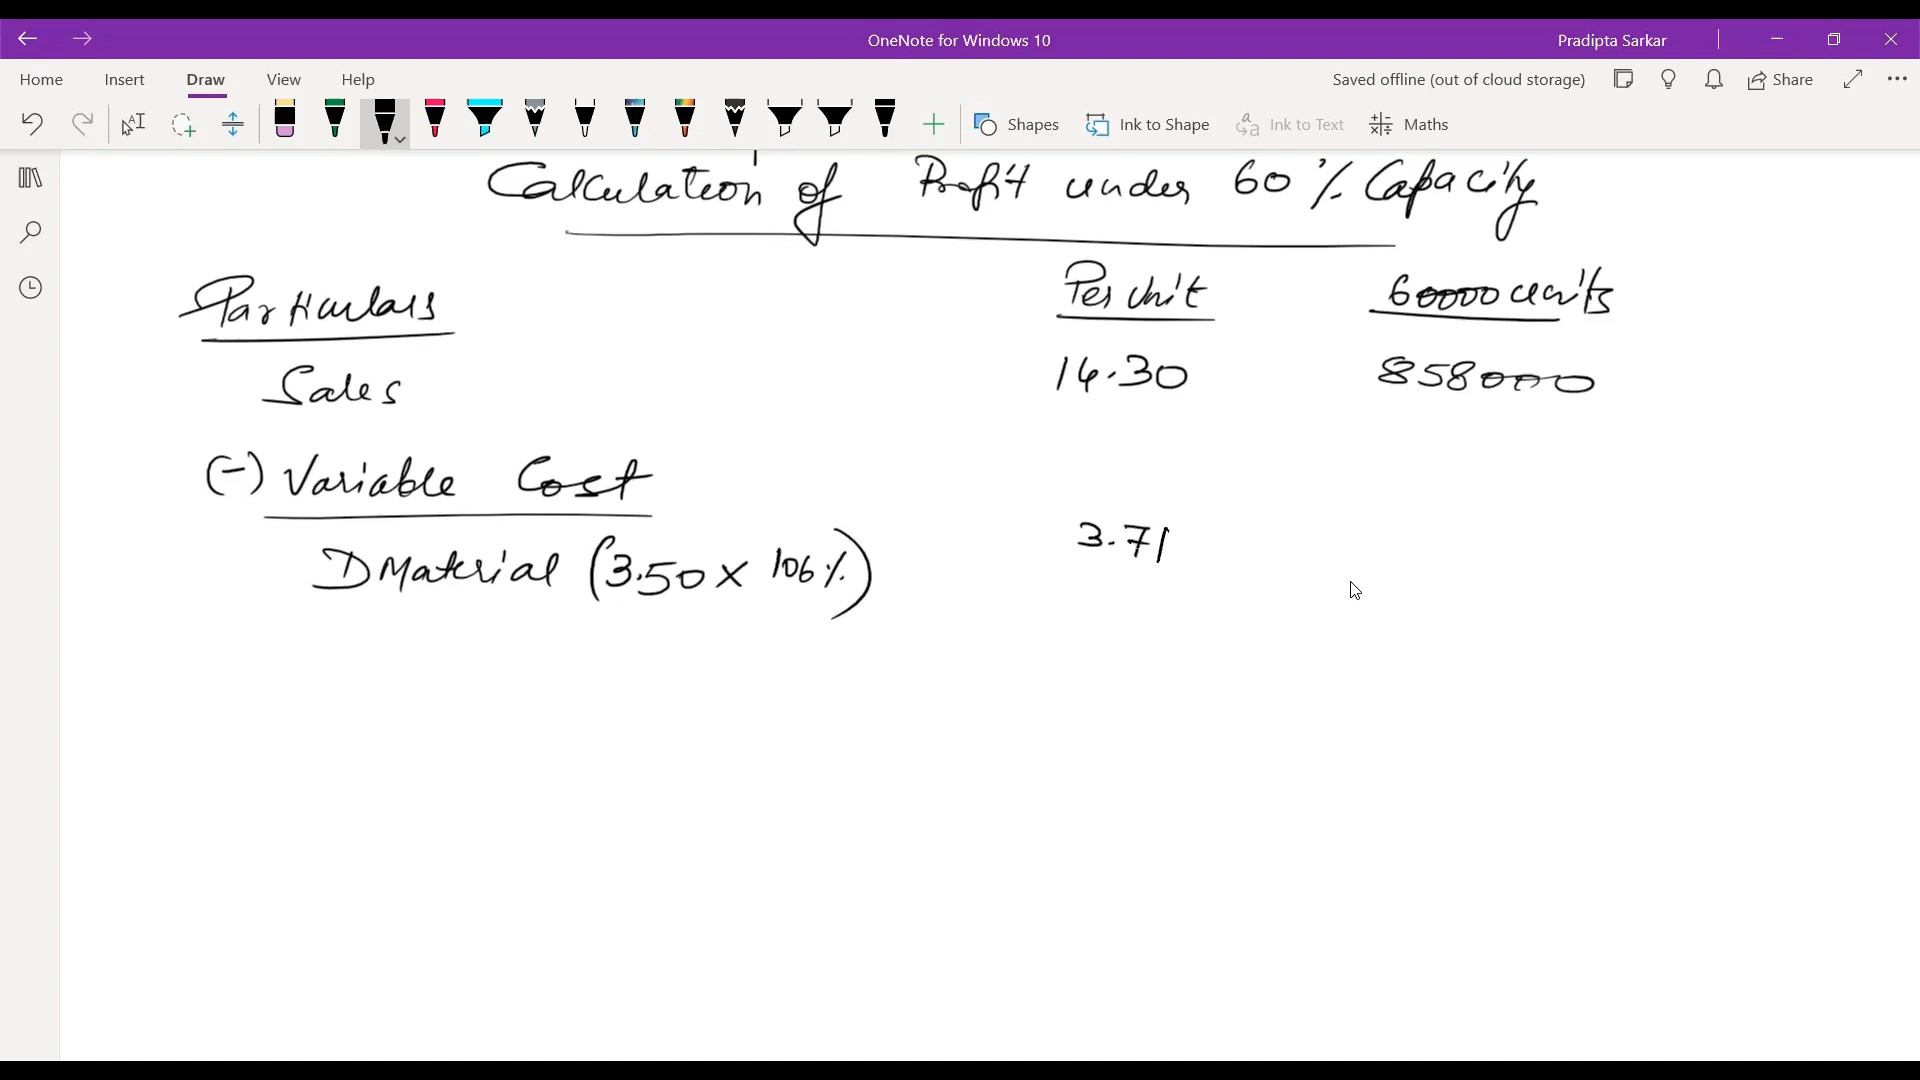 OneNote for Windows 10
Pradipta Sarkar
Home Insert Draw View Help
Saved offline (out of cloud storage)
Share
Shapes Ink to Shape Ink to Text Maths
Calculation of Profit under 60% Capacity
Particulars Per Unit 60000 units
Sales 14.30 858000
(-) Variable Cost
D Material (3.50 x 106%) 3.71